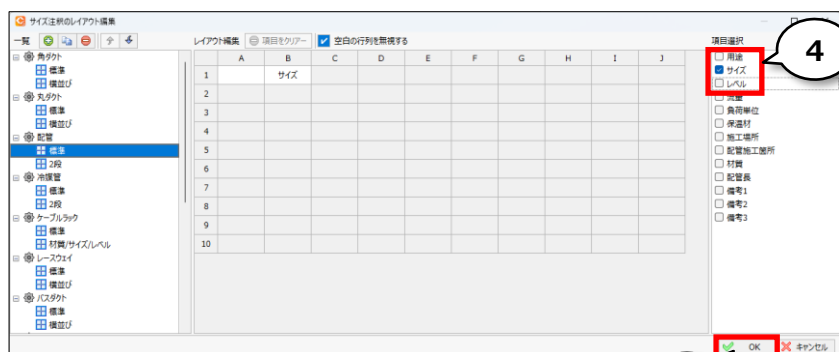 サイズ注釈のレイアウト編集
一覧
レイアウト編集 項目をクリアー 空白の行列を無視する
項目選択
角ダクト
標準
横並び
丸ダクト
標準
横並び
配管
標準
2段
冷媒管
標準
2段
ケーブルラック
標準
材質/サイズ/レベル
レースウェイ
標準
横並び
バスダクト
標準
横並び
A B C D E F G H I J
1 サイズ
2
3
4
5
6
7
8
9
10
用途
サイズ
レベル
流量
負荷単位
保温材
施工場所
配管施工箇所
材質
配管長
備考1
備考2
備考3
4
OK キャンセル